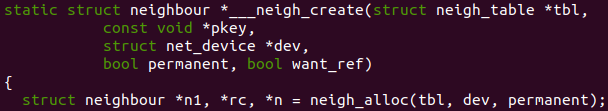 static struct neighbour *___neigh_create(struct neigh_table *tbl,
const void *pkey,
struct net_device *dev,
bool permanent, bool want_ref)
{
struct neighbour *n1, *rc, *n = neigh_alloc(tbl, dev, permanent);